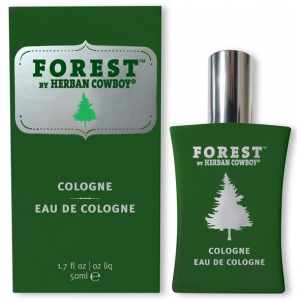 FOREST™
BY HERBAN COWBOY®
COLOGNE
EAU DE COLOGNE
1.7 fl oz | oz liq
50ml e
FOREST™
BY HERBAN COWBOY®
COLOGNE
EAU DE COLOGNE